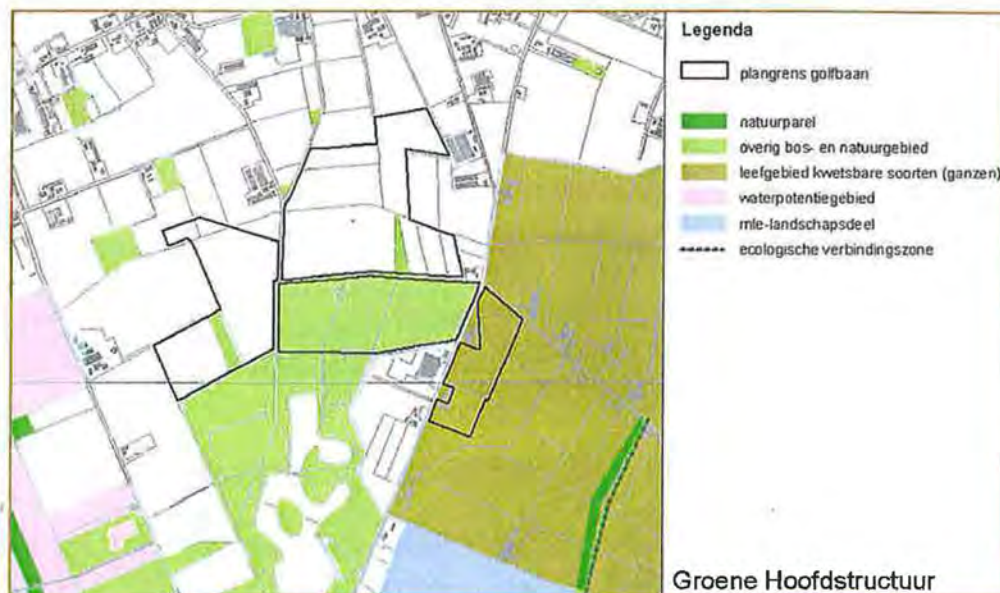 Legenda
plangrens golfbaan
natuurparel
overig bos- en natuurgebied
leefgebied kwetsbare soorten (ganzen)
waterpotentiegebied
rnle-landschapsdeel
ecologische verbindingszone
Groene Hoofdstructuur